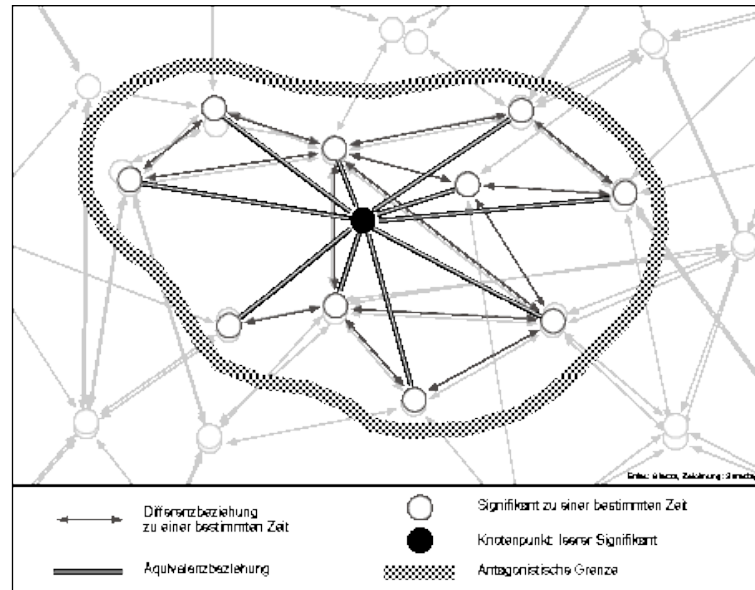 Differenzbeziehung
zu einer bestimmten Zeit
Äquivalenzbeziehung
Signifikant zu einer bestimmten Zeit
Knotenpunkt: leerer Signifikant
Antagonistische Grenze